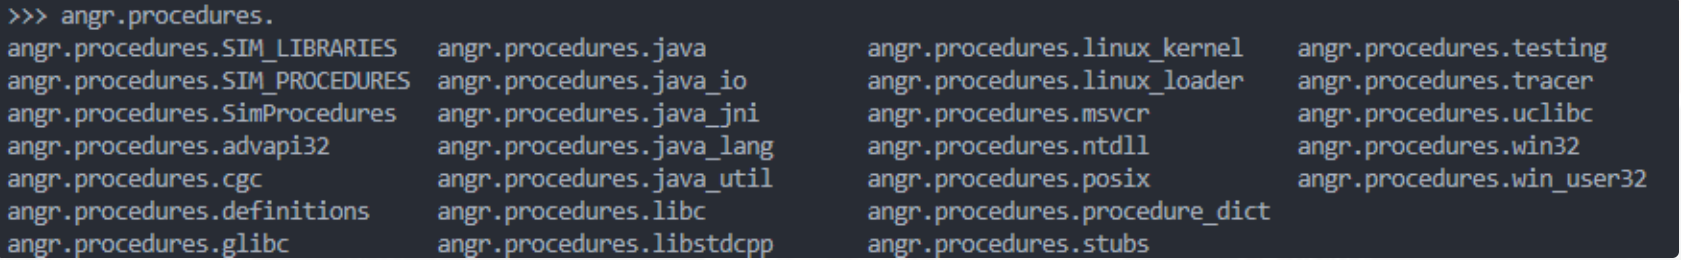 >>> angr.procedures.
angr.procedures.SIM_LIBRARIES angr.procedures.java angr.procedures.linux_kernel angr.procedures.testing
angr.procedures.SIM_PROCEDURES angr.procedures.java_io angr.procedures.linux_loader angr.procedures.tracer
angr.procedures.SimProcedures angr.procedures.java_jni angr.procedures.msvcr angr.procedures.uclibc
angr.procedures.advapi32 angr.procedures.java_lang angr.procedures.ntdll angr.procedures.win32
angr.procedures.cgc angr.procedures.java_util angr.procedures.posix angr.procedures.win_user32
angr.procedures.definitions angr.procedures.libc angr.procedures.procedure_dict
angr.procedures.glibc angr.procedures.libstdcpp angr.procedures.stubs